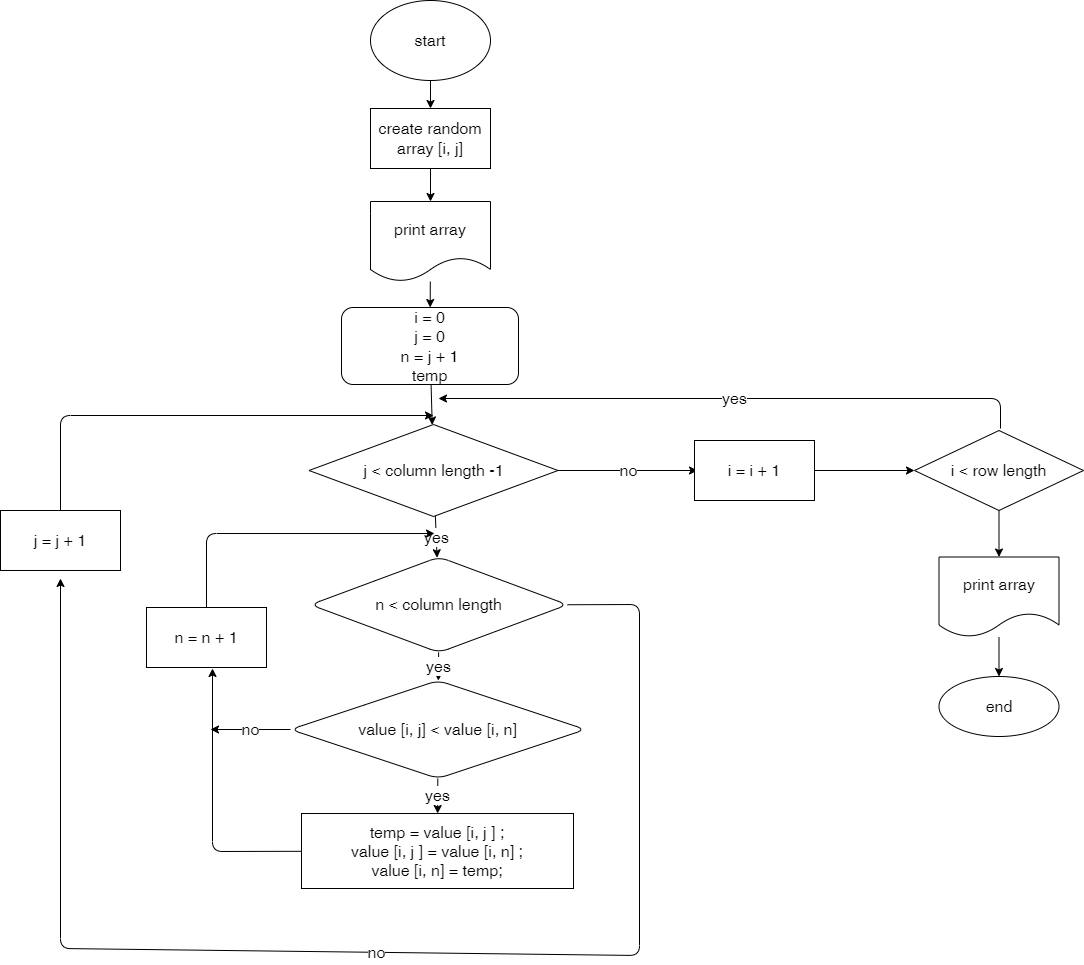 start
create random
array [i, j]
print array
i = 0
j = 0
n = j + 1
temp
yes
j < column length -1
no
i = i + 1
i < row length
j = j + 1
yes
n < column length
print array
n = n + 1
yes
end
value [i, j] < value [i, n]
no
yes
temp = value [i, j ] ;
value [i, j ] = value [i, n] ;
value [i, n] = temp;
no